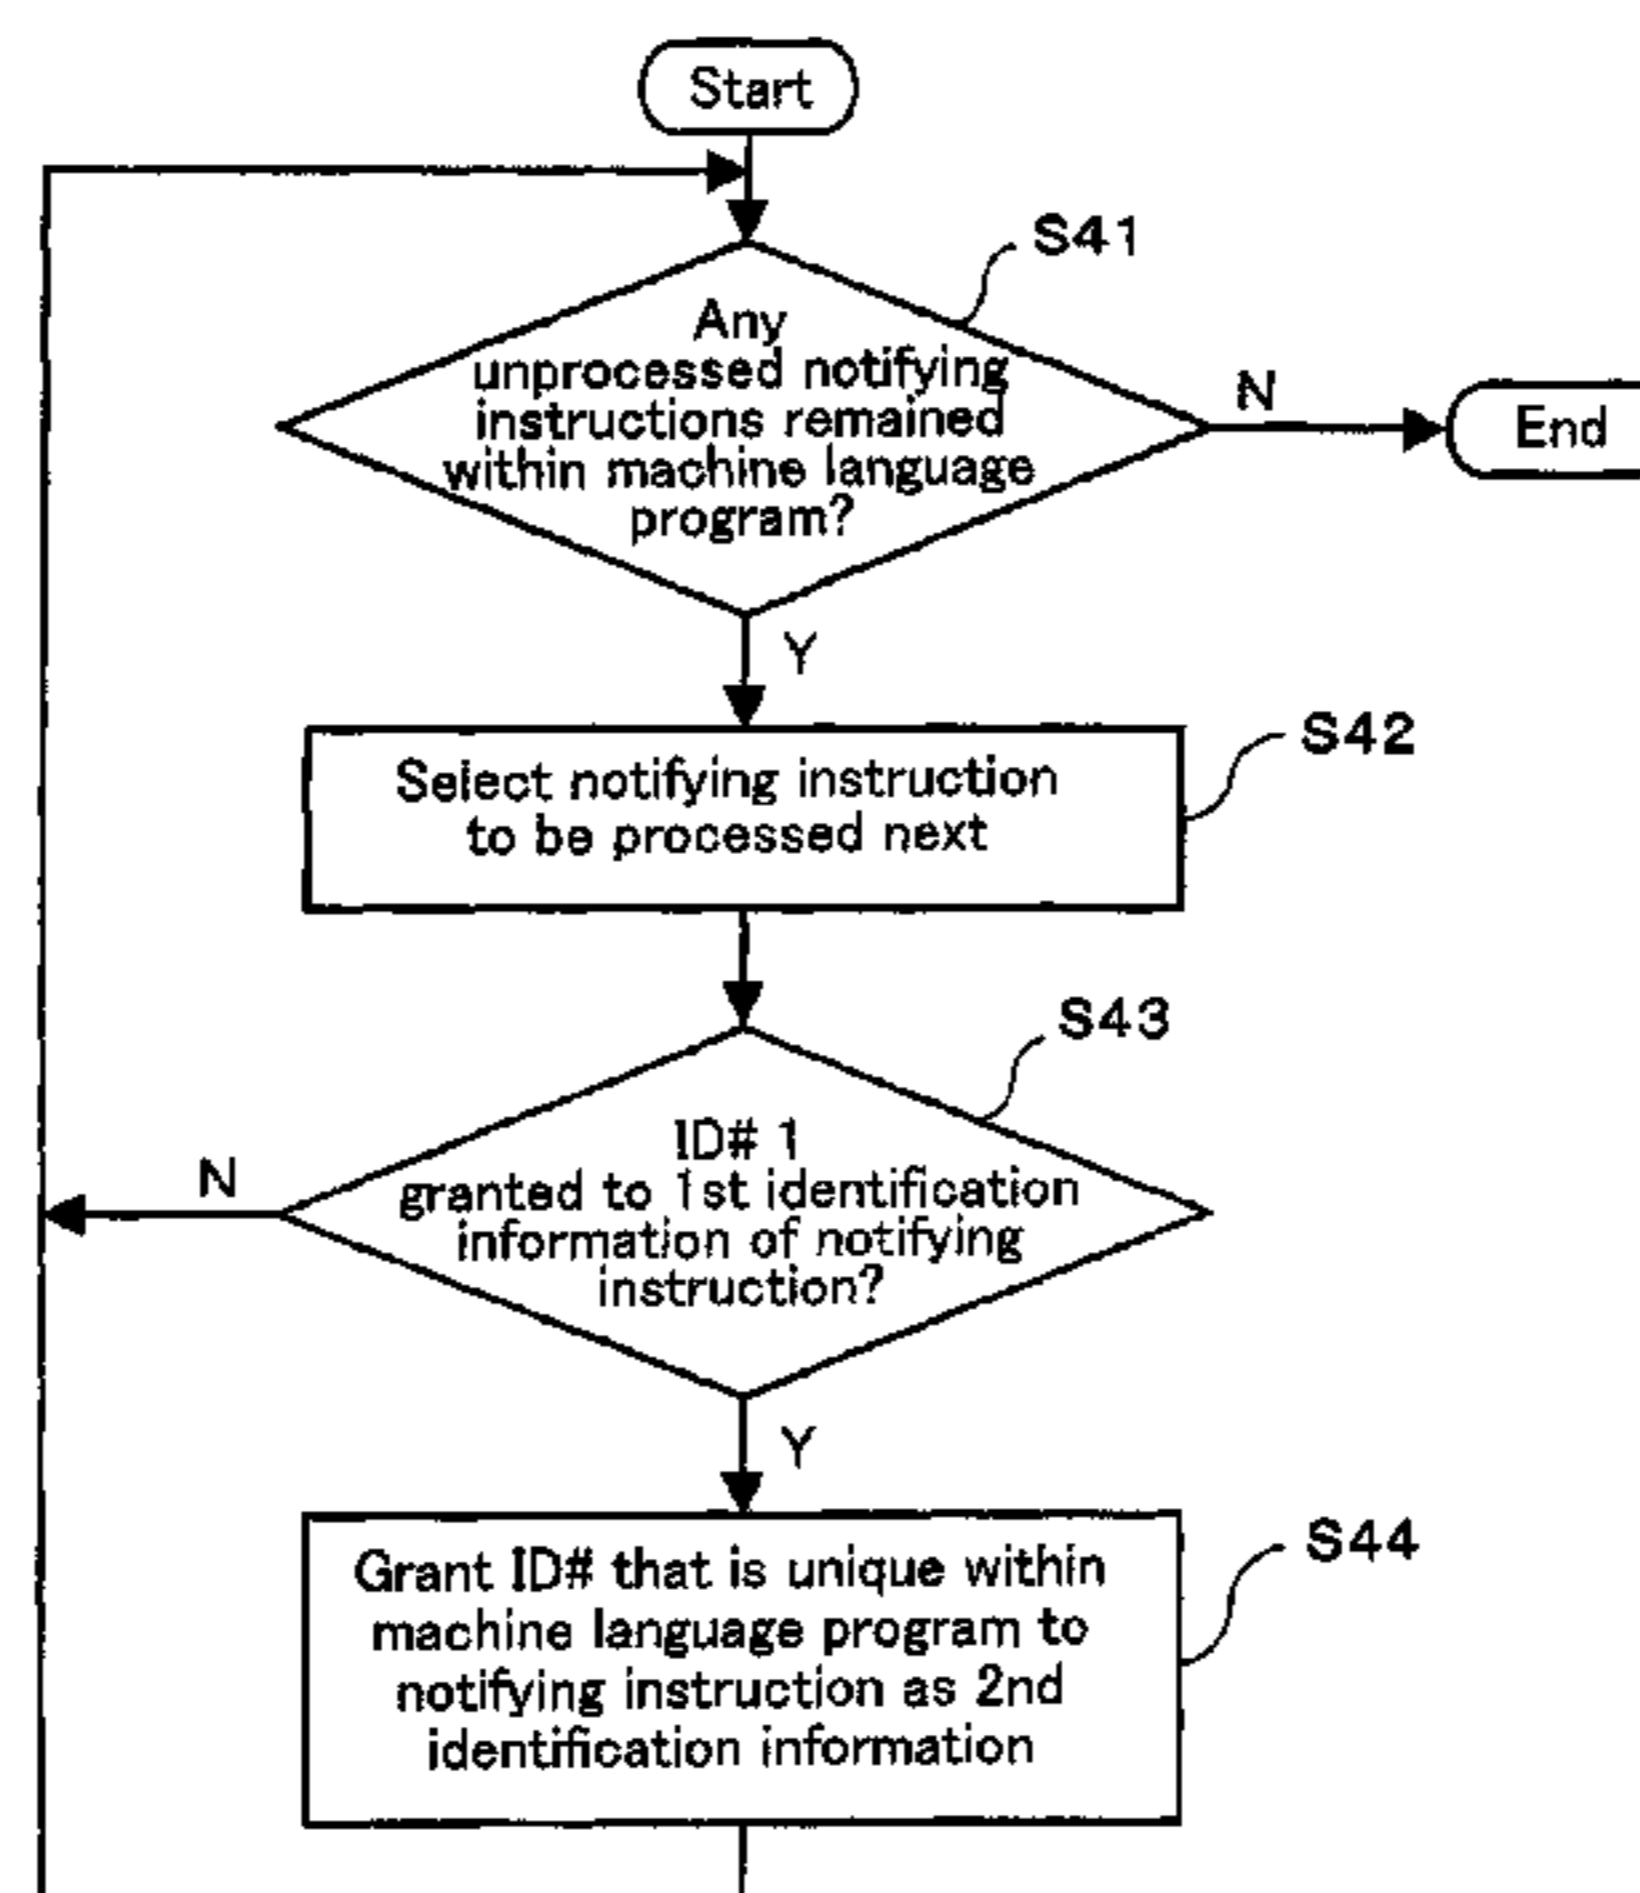 Start
S41
Any
unprocessed notifying
instructions remained
within machine language
program?
N
End
Y
S42
Select notifying instruction
to be processed next
S43
ID# 1
granted to 1st identification
information of notifying
instruction?
N
Y
S44
Grant ID# that is unique within
machine language program to
notifying instruction as 2nd
identification information